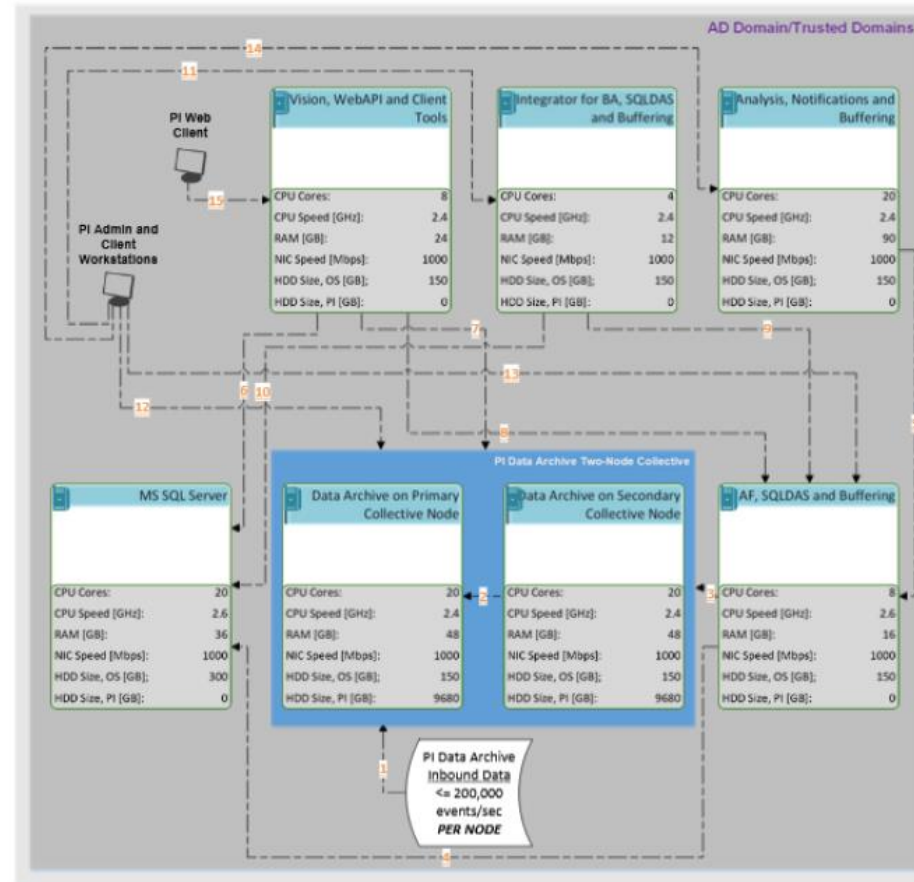 AD Domain/Trusted Domains
14
11
PI Web
Client
15
PI Admin and
Client
Workstations
Vision, WebAPI and Client
Tools
CPU Cores: 8
CPU Speed [GHz]: 2.4
RAM [GB]: 24
NIC Speed [Mbps]: 1000
HDD Size, OS [GB]; 150
HDD Size, PI [GB]: 0
Integrator for BA, SQLDAS
and Buffering
CPU Cores: 4
CPU Speed [GHz]: 2.4
RAM [GB]: 12
NIC Speed [Mbps]: 1000
HDD Size, OS [GB]; 150
HDD Size, PI [GB]: 0
Analysis, Notifications and
Buffering
CPU Cores: 20
CPU Speed [GHz]: 2.4
RAM [GB]: 90
NIC Speed [Mbps]: 1000
HDD Size, OS [GB]; 150
HDD Size, PI [GB]: 0
7
9
13
6
10
12
8
PI Data Archive Two-Node Collective
MS SQL Server
CPU Cores: 20
CPU Speed [GHz]: 2.6
RAM [GB]: 36
NIC Speed [Mbps]: 1000
HDD Size, OS [GB]; 300
HDD Size, PI [GB]: 0
Data Archive on Primary
Collective Node
CPU Cores: 20
CPU Speed [GHz]: 2.4
RAM [GB]: 48
NIC Speed [Mbps]: 1000
HDD Size, OS [GB]; 150
HDD Size, PI [GB]: 9680
2
Data Archive on Secondary
Collective Node
CPU Cores: 20
CPU Speed [GHz]: 2.4
RAM [GB]: 48
NIC Speed [Mbps]: 1000
HDD Size, OS [GB]; 150
HDD Size, PI [GB]: 9680
3
AF, SQLDAS and Buffering
CPU Cores: 8
CPU Speed [GHz]: 2.6
RAM [GB]: 16
NIC Speed [Mbps]: 1000
HDD Size, OS [GB]; 150
HDD Size, PI [GB]: 0
1
PI Data Archive
Inbound Data
<= 200,000
events/sec
PER NODE
4